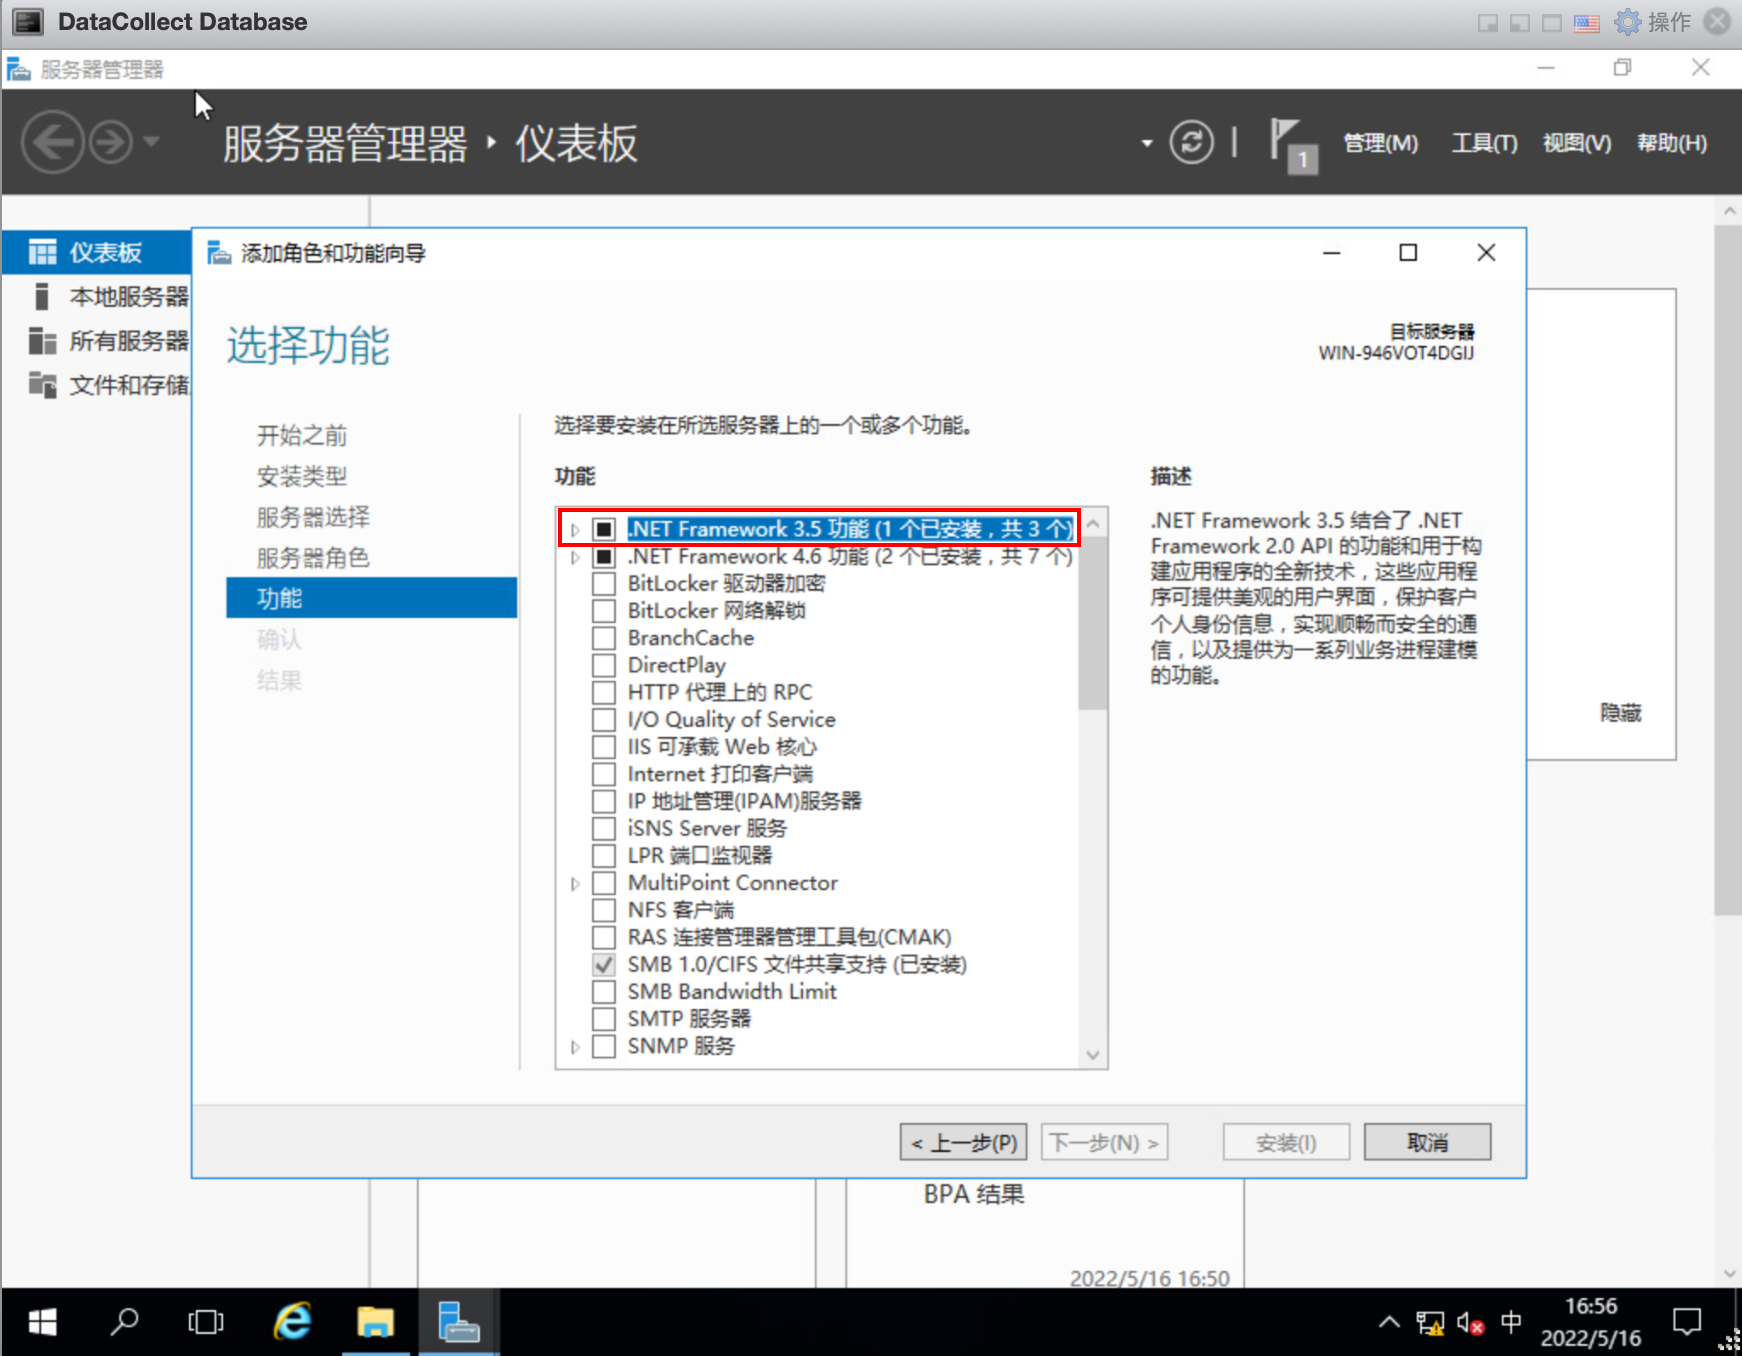 DataCollect Database
操作
服务器管理器
服务器管理器 ‣ 仪表板
1
管理(M) 工具(T) 视图(V) 帮助(H)
仪表板
本地服务器
所有服务器
文件和存储
添加角色和功能向导
选择功能
目标服务器
WIN-946VOT4DGIJ
开始之前
安装类型
服务器选择
服务器角色
功能
确认
结果
选择要安装在所选服务器上的一个或多个功能。
功能
.NET Framework 3.5 功能 (1 个已安装，共 3 个)
.NET Framework 4.6 功能 (2 个已安装，共 7 个)
BitLocker 驱动器加密
BitLocker 网络解锁
BranchCache
DirectPlay
HTTP 代理上的 RPC
I/O Quality of Service
IIS 可承载 Web 核心
Internet 打印客户端
IP 地址管理(IPAM)服务器
iSNS Server 服务
LPR 端口监视器
MultiPoint Connector
NFS 客户端
RAS 连接管理器管理工具包(CMAK)
SMB 1.0/CIFS 文件共享支持 (已安装)
SMB Bandwidth Limit
SMTP 服务器
SNMP 服务
描述
.NET Framework 3.5 结合了 .NET
Framework 2.0 API 的功能和用于构
建应用程序的全新技术，这些应用程
序可提供美观的用户界面，保护客户
个人身份信息，实现顺畅而安全的通
信，以及提供为一系列业务进程建模
的功能。
隐藏
< 上一步(P) 下一步(N) > 安装(I) 取消
BPA 结果
2022/5/16 16:50
中
16:56
2022/5/16